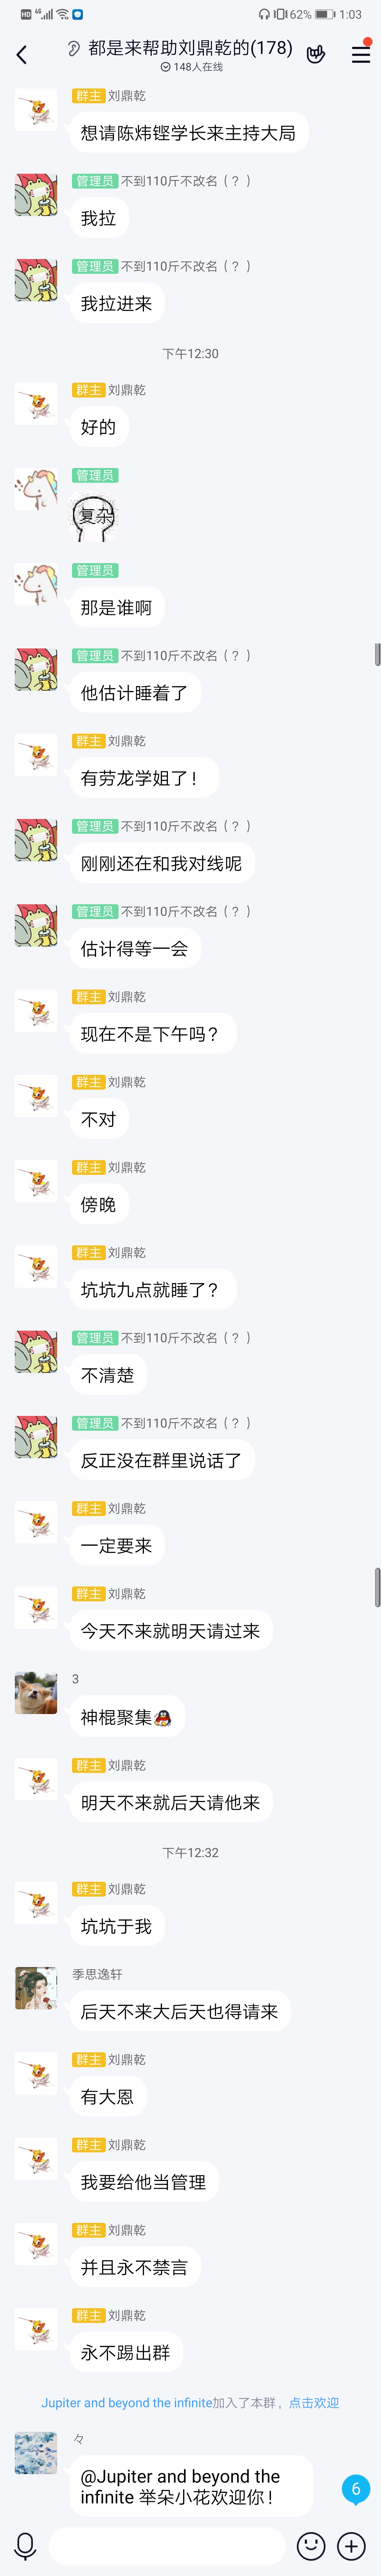 HD 4G 62% 1:03
都是来帮助刘鼎乾的(178)
148人在线
群主 刘鼎乾
想请陈炜铿学长来主持大局
管理员 不到110斤不改名（？）
我拉
管理员 不到110斤不改名（？）
我拉进来
下午12:30
群主 刘鼎乾
好的
管理员
复杂
管理员
那是谁啊
管理员 不到110斤不改名（？）
他估计睡着了
群主 刘鼎乾
有劳龙学姐了！
管理员 不到110斤不改名（？）
刚刚还在和我对线呢
管理员 不到110斤不改名（？）
估计得等一会
群主 刘鼎乾
现在不是下午吗？
群主 刘鼎乾
不对
群主 刘鼎乾
傍晚
群主 刘鼎乾
坑坑九点就睡了？
管理员 不到110斤不改名（？）
不清楚
管理员 不到110斤不改名（？）
反正没在群里说话了
群主 刘鼎乾
一定要来
群主 刘鼎乾
今天不来就明天请过来
3
神棍聚集
群主 刘鼎乾
明天不来就后天请他来
下午12:32
群主 刘鼎乾
坑坑于我
季思逸轩
后天不来大后天也得请来
群主 刘鼎乾
有大恩
群主 刘鼎乾
我要给他当管理
群主 刘鼎乾
并且永不禁言
群主 刘鼎乾
永不踢出群
Jupiter and beyond the infinite加入了本群，点击欢迎
々
@Jupiter and beyond the
infinite 举朵小花欢迎你！
6